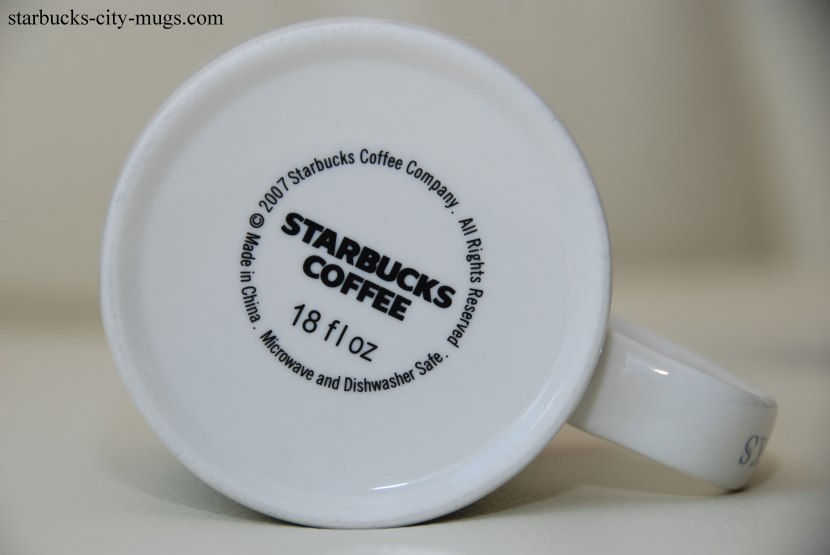 starbucks-city-mugs.com
© 2007 Starbucks Coffee Company. All Rights Reserved. Microwave and Dishwasher Safe. Made in China.
STARBUCKS
COFFEE
18 fl oz